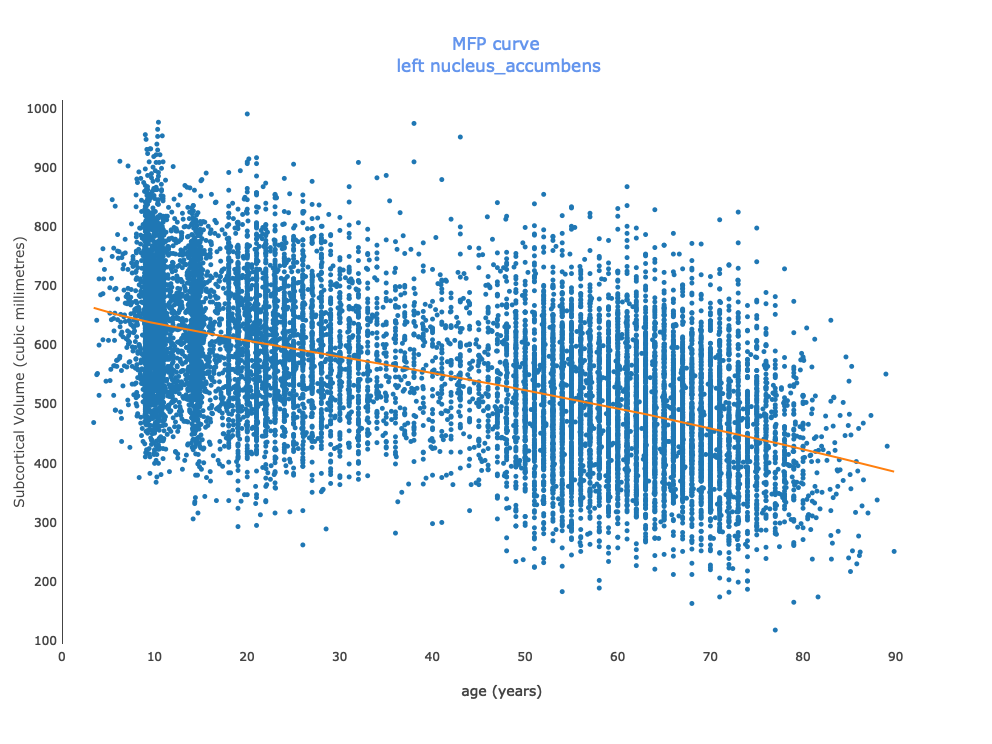 MFP curve
left nucleus_accumbens
Subcortical Volume (cubic millimetres)
1000
900
800
700
600
500
400
300
200
100
0 10 20 30 40 50 60 70 80 90
age (years)